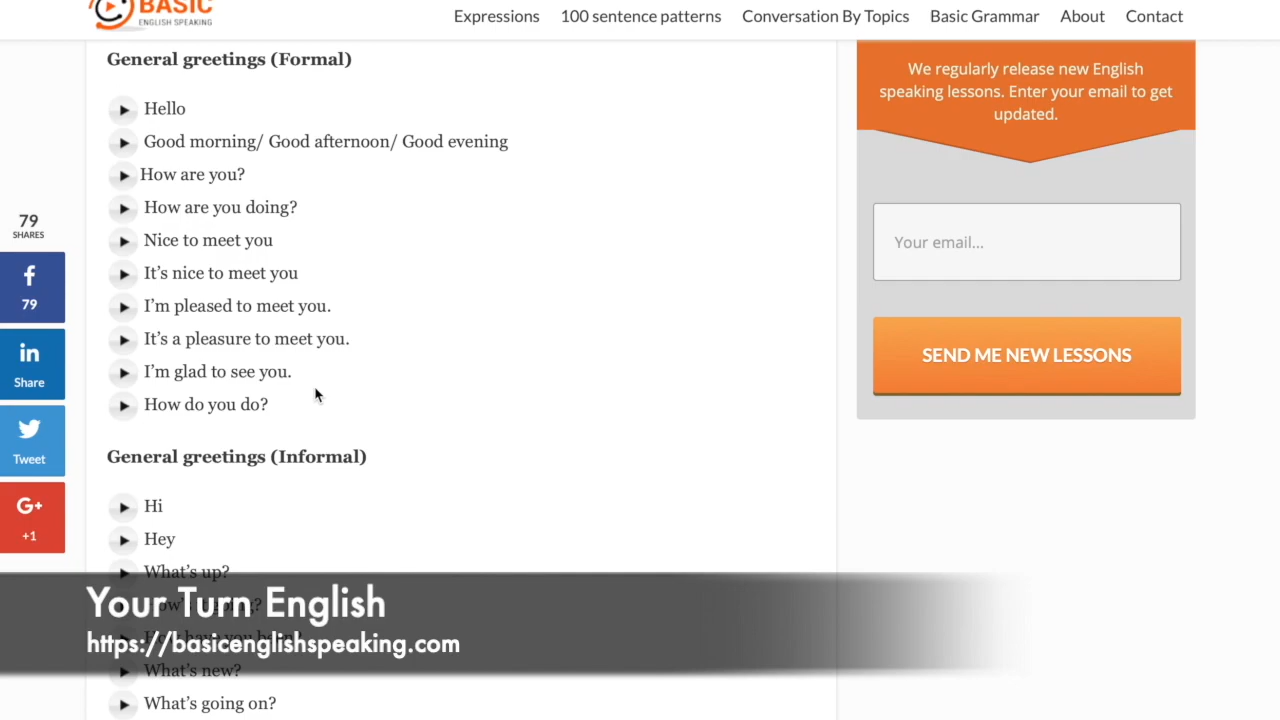 BASIC
ENGLISH SPEAKING
Expressions
100 sentence patterns
Conversation By Topics
Basic Grammar
About
Contact
General greetings (Formal)
Hello
Good morning/ Good afternoon/ Good evening
How are you?
How are you doing?
Nice to meet you
It's nice to meet you
I'm pleased to meet you.
It's a pleasure to meet you.
I'm glad to see you.
How do you do?
General greetings (Informal)
Hi
Hey
What's up?
What's new?
What's going on?
Your Turn English
https://basicenglishspeaking.com
79
SHARES
f
79
in
Share
Tweet
G+
+1
We regularly release new English
speaking lessons. Enter your email to get
updated.
Your email...
SEND ME NEW LESSONS